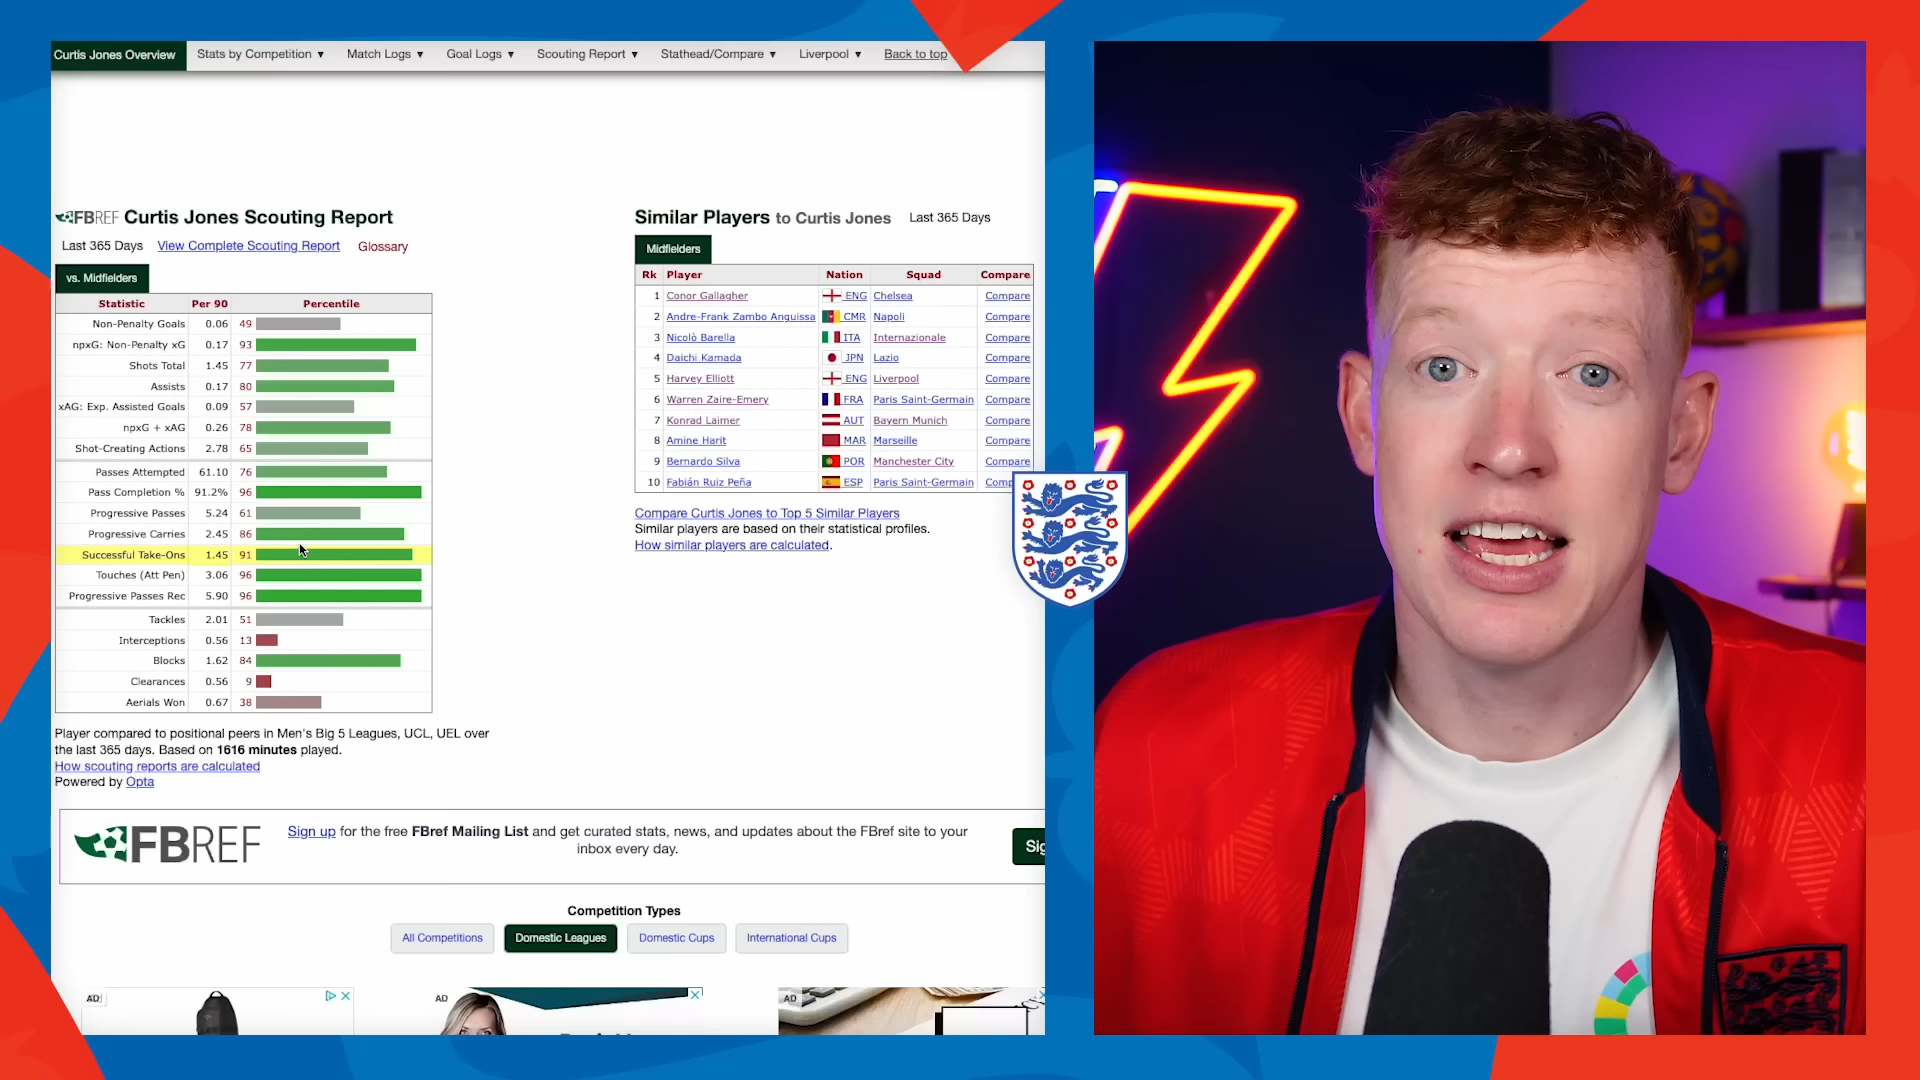 Curtis Jones Overview Stats by Competition ▼ Match Logs ▼ Goal Logs ▼ Scouting Report ▼ Stathead/Compare ▼ Liverpool ▼ Back to top
FBREF Curtis Jones Scouting Report
Last 365 Days View Complete Scouting Report Glossary
vs. Midfielders
Statistic Per 90 Percentile
Non-Penalty Goals 0.06 49
npxG: Non-Penalty xG 0.17 93
Shots Total 1.45 77
Assists 0.17 80
xAG: Exp. Assisted Goals 0.09 57
npxG + xAG 0.26 78
Shot-Creating Actions 2.78 65
Passes Attempted 61.10 76
Pass Completion % 91.2% 96
Progressive Passes 5.24 61
Progressive Carries 2.45 86
Successful Take-Ons 1.45 91
Touches (Att Pen) 3.06 96
Progressive Passes Rec 5.90 96
Tackles 2.01 51
Interceptions 0.56 13
Blocks 1.62 84
Clearances 0.56 9
Aerials Won 0.67 38
Player compared to positional peers in Men's Big 5 Leagues, UCL, UEL over
the last 365 days. Based on 1616 minutes played.
How scouting reports are calculated
Powered by Opta
Similar Players to Curtis Jones Last 365 Days
Midfielders
Rk Player Nation Squad Compare
1 Conor Gallagher ENG Chelsea Compare
2 Andre-Frank Zambo Anguissa CMR Napoli Compare
3 Nicolò Barella ITA Internazionale Compare
4 Daichi Kamada JPN Lazio Compare
5 Harvey Elliott ENG Liverpool Compare
6 Warren Zaire-Emery FRA Paris Saint-Germain Compare
7 Konrad Laimer AUT Bayern Munich Compare
8 Amine Harit MAR Marseille Compare
9 Bernardo Silva POR Manchester City Compare
10 Fabián Ruiz Peña ESP Paris Saint-Germain Comp
Compare Curtis Jones to Top 5 Similar Players
Similar players are based on their statistical profiles.
How similar players are calculated.
FBREF Sign up for the free FBref Mailing List and get curated stats, news, and updates about the FBref site to your
inbox every day.
Sig
Competition Types
All Competitions Domestic Leagues Domestic Cups International Cups
AD AD AD